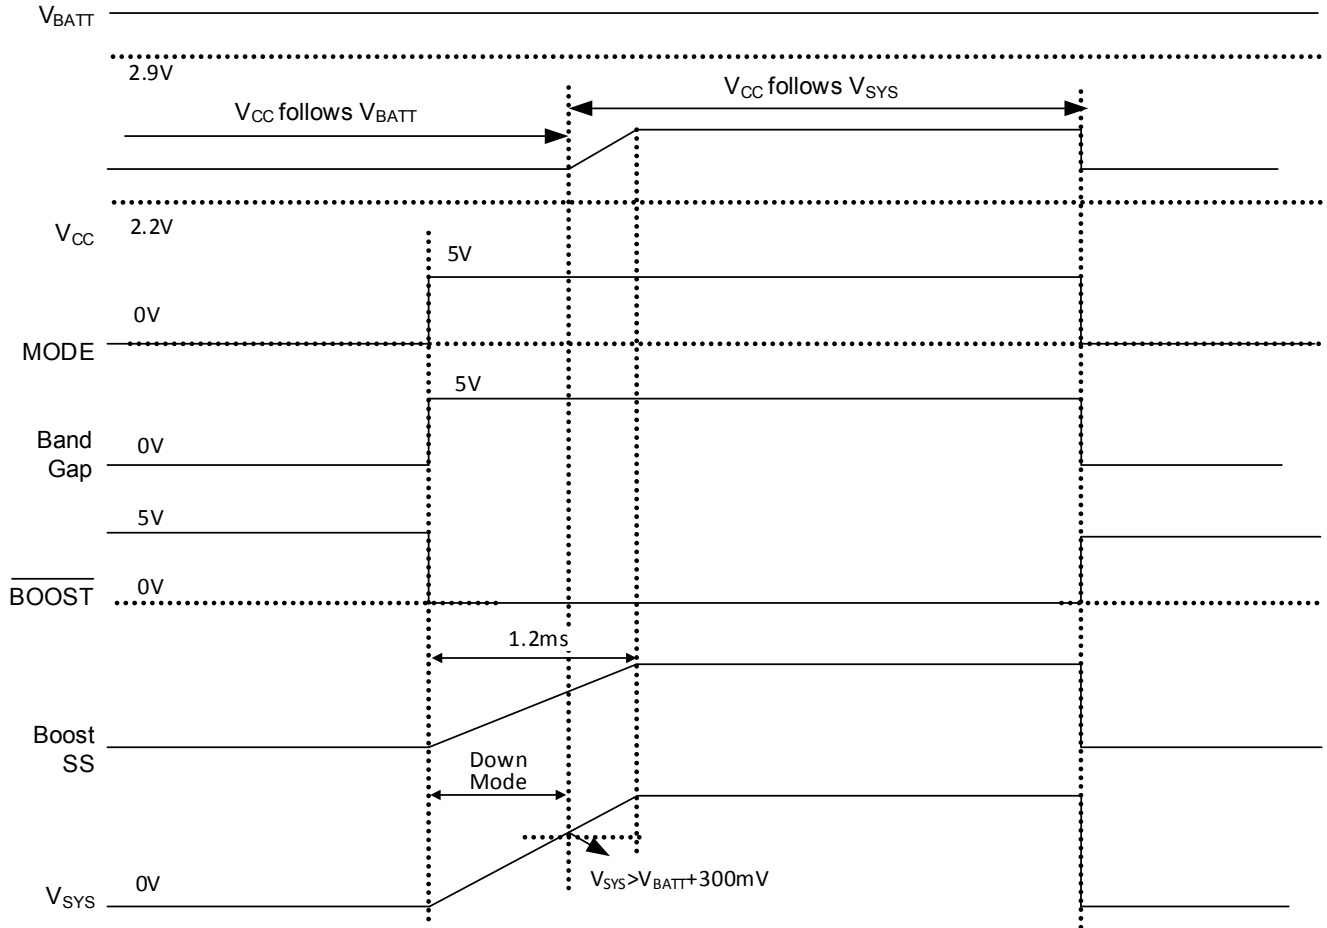 VBATT
2.9V
VCC follows VBATT
VCC follows VSYS
VCC
2.2V
5V
0V
MODE
5V
Band
Gap
0V
5V
BOOST
0V
1.2ms
Boost
SS
Down
Mode
VSYS>VBATT+300mV
VSYS
0V